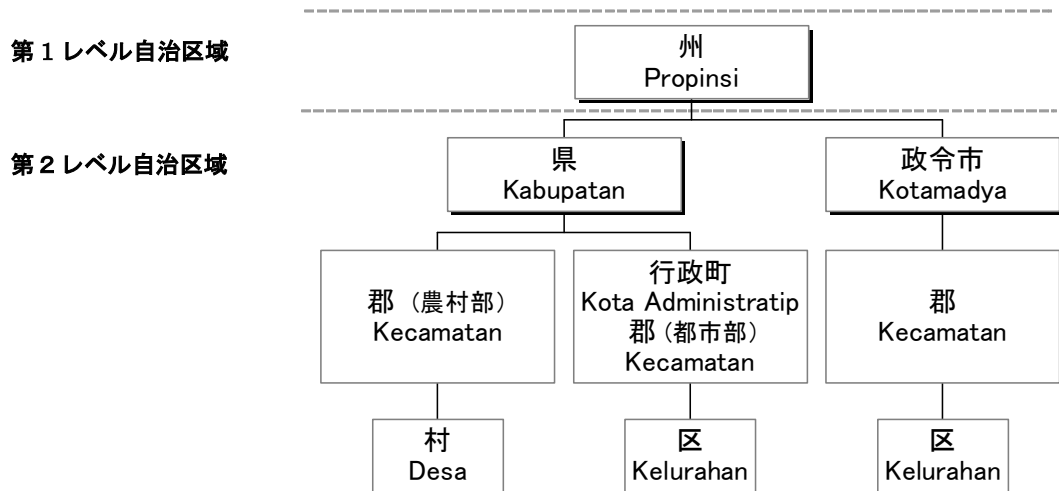 第1レベル自治区域
州
Propinsi
第2レベル自治区域
県
Kabupatan
政令市
Kotamadya
郡（農村部）
Kecamatan
行政町
Kota Administratip
郡（都市部）
Kecamatan
郡
Kecamatan
村
Desa
区
Kelurahan
区
Kelurahan